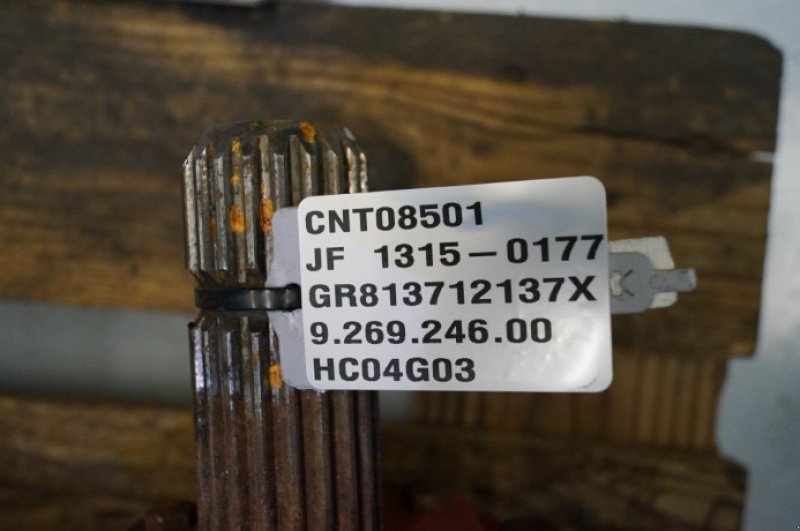 CNT08501
JF 1315-0177
GR813712137X
9.269.246.00
HC04G03